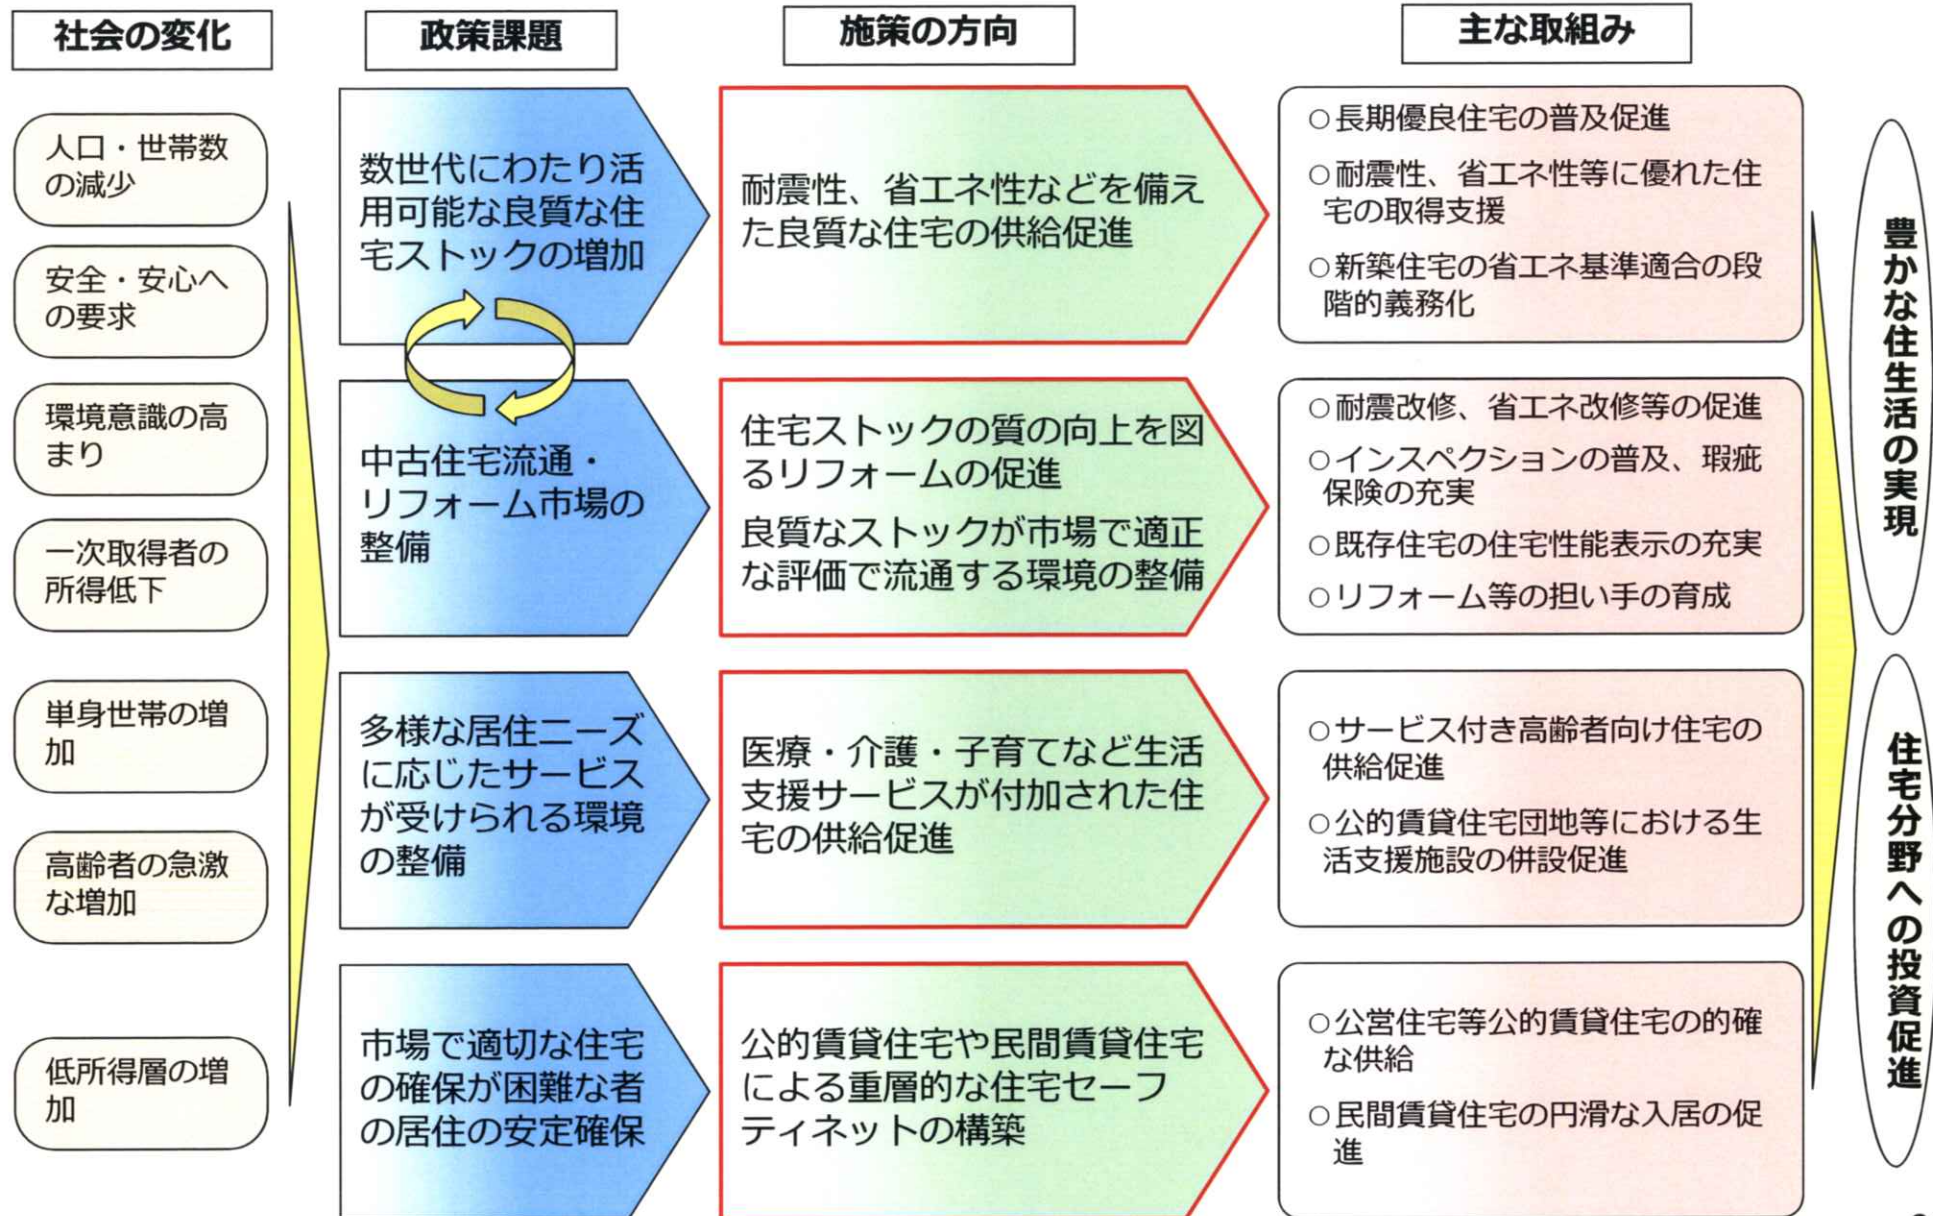 社会の変化
政策課題
施策の方向
主な取組み
人口・世帯数
の減少
安全・安心へ
の要求
環境意識の高
まり
一次取得者の
所得低下
単身世帯の増
加
高齢者の急激
な増加
低所得層の増
加
数世代にわたり活
用可能な良質な住
宅ストックの増加
耐震性、省エネ性などを備え
た良質な住宅の供給促進
○長期優良住宅の普及促進
○耐震性、省エネ性等に優れた住
宅の取得支援
○新築住宅の省エネ基準適合の段
階的義務化
中古住宅流通・
リフォーム市場の
整備
住宅ストックの質の向上を図
るリフォームの促進
良質なストックが市場で適正
な評価で流通する環境の整備
○耐震改修、省エネ改修等の促進
○インスペクションの普及、瑕疵
保険の充実
○既存住宅の住宅性能表示の充実
○リフォーム等の担い手の育成
多様な居住ニーズ
に応じたサービス
が受けられる環境
の整備
医療・介護・子育てなど生活
支援サービスが付加された住
宅の供給促進
○サービス付き高齢者向け住宅の
供給促進
○公的賃貸住宅団地等における生
活支援施設の併設促進
市場で適切な住宅
の確保が困難な者
の居住の安定確保
公的賃貸住宅や民間賃貸住宅
による重層的な住宅セーフ
ティネットの構築
○公営住宅等公的賃貸住宅の的確
な供給
○民間賃貸住宅の円滑な入居の促
進
豊かな住生活の実現
住宅分野への投資促進